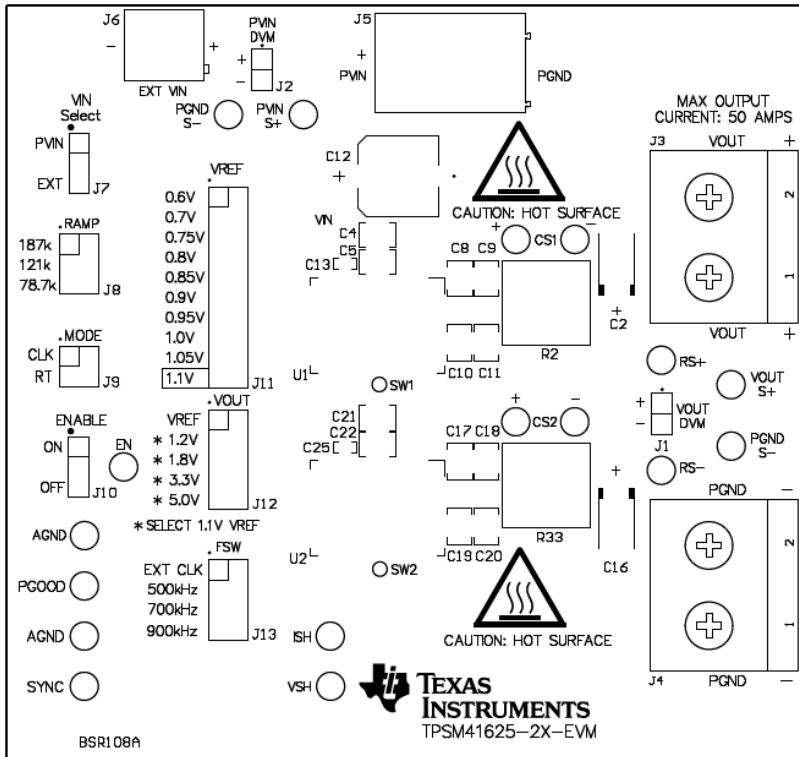 J6
- +
EXT VIN
PVIN
DVM
+
-
J2
PGND
S-
PVIN
S+
J5
+
PVIN
PGND
VIN
Select
PVIN
EXT
J7
RAMP
187k
121k
78.7k
J8
MODE
CLK
RT
J9
ENABLE
ON
OFF
J10
EN
VREF
0.6V
0.7V
0.75V
0.8V
0.85V
0.9V
0.95V
1.0V
1.05V
1.1V
J11
VOUT
VREF
* 1.2V
* 1.8V
* 3.3V
* 5.0V
J12
*SELECT 1.1V VREF
FSW
EXT CLK
500kHz
700kHz
900kHz
J13
AGND
PGOOD
AGND
SYNC
BSR108A
C12
+
VIN
C4
C5
C13
U1
SW1
C21
C22
C25
U2
SW2
ISH
VSH
CAUTION: HOT SURFACE
+ CS1 -
C8 C9
C10 C11
R2
+
C2
+ -
CS2
C17 C18
C19 C20
R33
+
C16
CAUTION: HOT SURFACE
MAX OUTPUT
CURRENT: 50 AMPS
J3 VOUT +
2
1
VOUT +
RS+
VOUT
S+
+
-
VOUT
DVM
J1
PGND
S-
RS-
PGND -
2
1
J4 PGND -
TEXAS
INSTRUMENTS
TPSM41625-2X-EVM